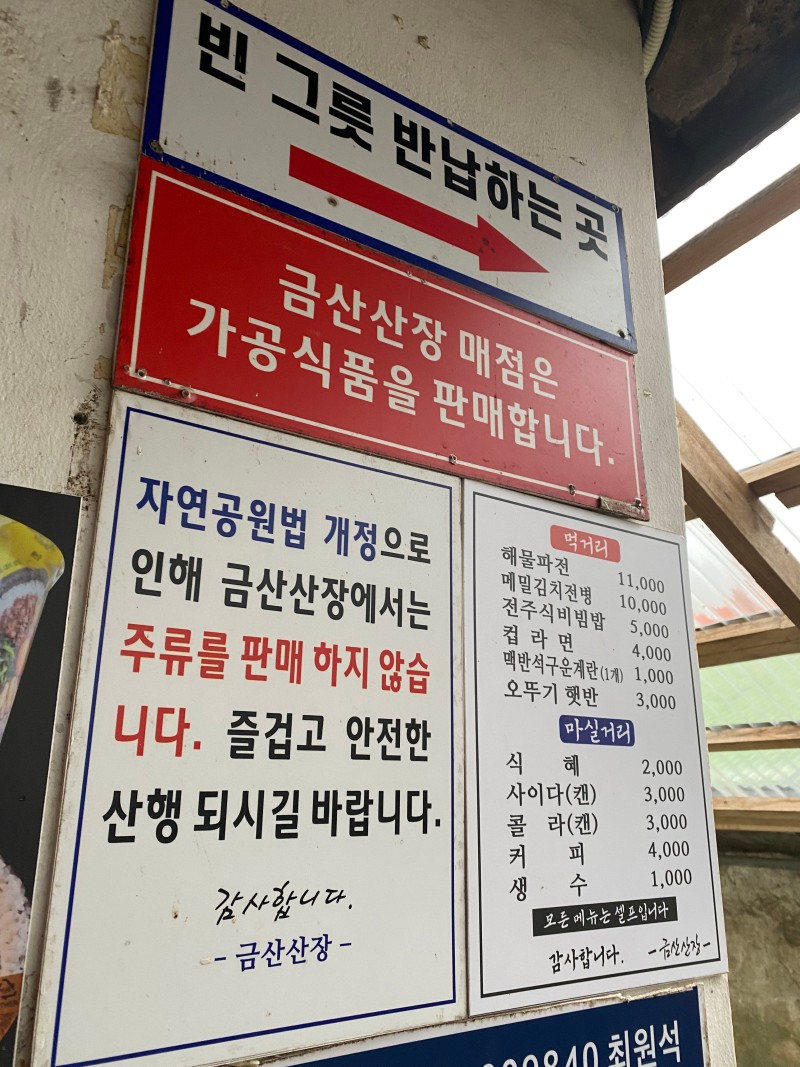 빈 그릇 반납하는 곳
금산산장 매점은
가공식품을 판매합니다.
자연공원법 개정으로
인해 금산산장에서는
주류를 판매 하지 않습
니다. 즐겁고 안전한
산행 되시길 바랍니다.
감사합니다.
- 금산산장 -
먹거리
해물파전 11,000
메밀김치전병 10,000
전주식비빔밥 5,000
컵 라 면 4,000
맥반석구운계란(1개) 1,000
오뚜기 햇반 3,000
마실거리
식 혜 2,000
사이다(캔) 3,000
콜 라(캔) 3,000
커 피 4,000
생 수 1,000
모든 메뉴는 셀프입니다
감사합니다. -금산산장-
최원석